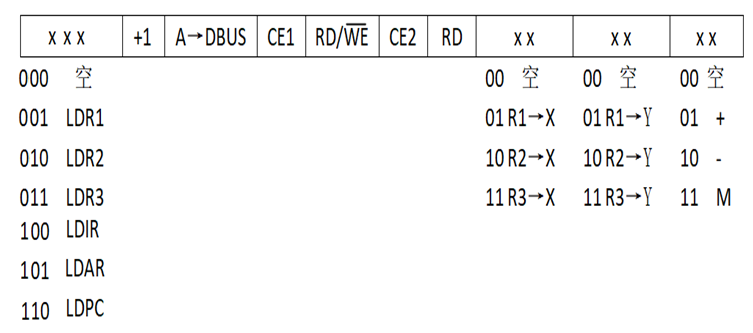 x x x +1 A→DBUS CE1 RD/W̅E̅ CE2 RD x x x x x x
000 空 00 空 00 空 00 空
001 LDR1 01 R1→X 01 R1→Y 01 +
010 LDR2 10 R2→X 10 R2→Y 10 -
011 LDR3 11 R3→X 11 R3→Y 11 M
100 LDIR
101 LDAR
110 LDPC